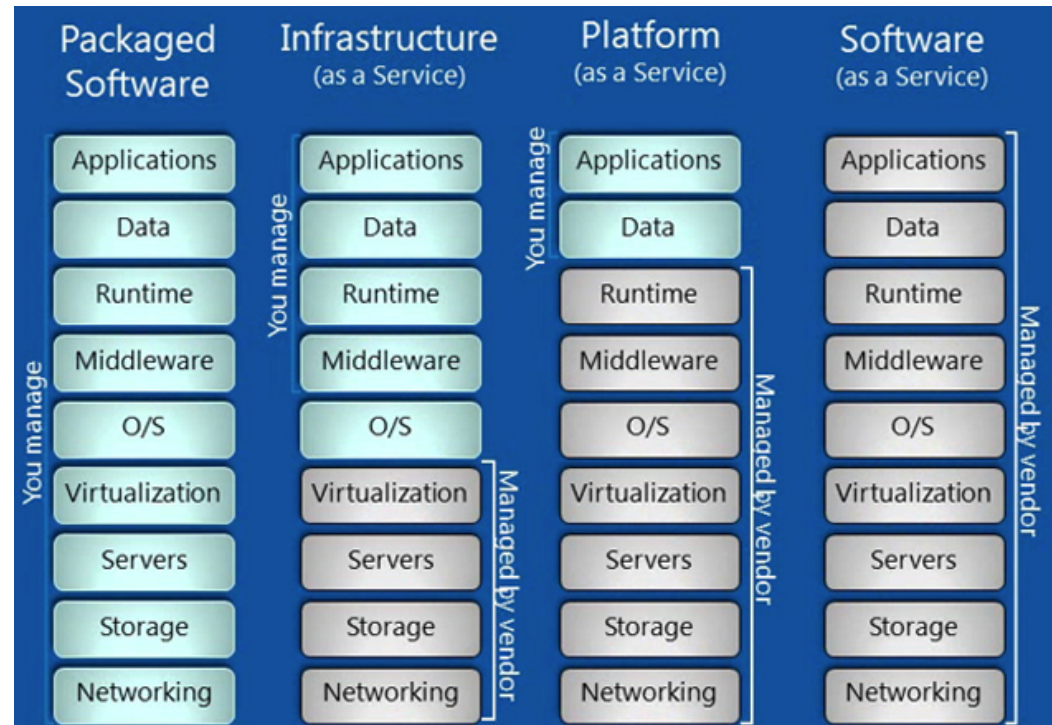 Packaged
Software
You manage
Applications
Data
Runtime
Middleware
O/S
Virtualization
Servers
Storage
Networking
Infrastructure
(as a Service)
You manage
Applications
Data
Runtime
Middleware
O/S
Virtualization
Servers
Storage
Networking
Managed by vendor
Platform
(as a Service)
You manage
Applications
Data
Runtime
Middleware
O/S
Virtualization
Servers
Storage
Networking
Managed by vendor
Software
(as a Service)
Applications
Data
Runtime
Middleware
O/S
Virtualization
Servers
Storage
Networking
Managed by vendor